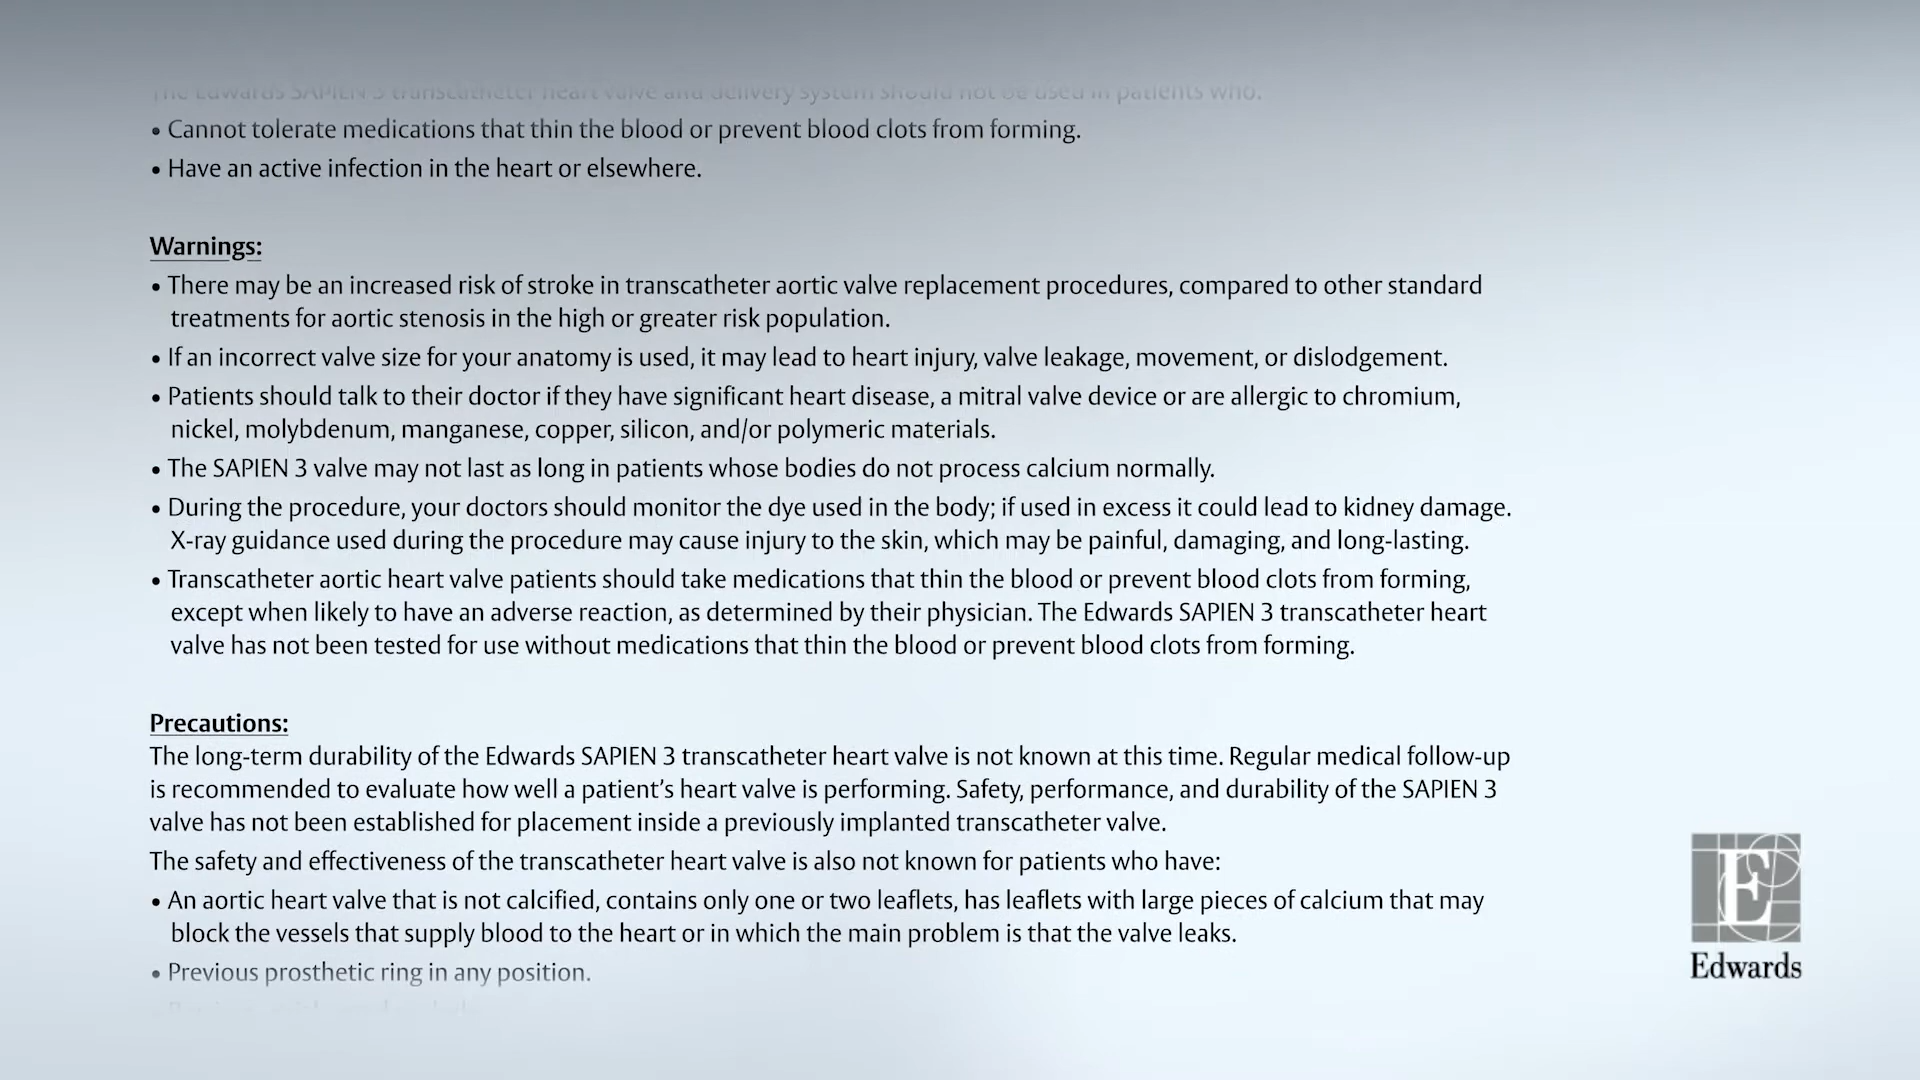 The Edwards SAPIEN 3 transcatheter heart valve and delivery system should not be used in patients who:
• Cannot tolerate medications that thin the blood or prevent blood clots from forming.
• Have an active infection in the heart or elsewhere.
Warnings:
• There may be an increased risk of stroke in transcatheter aortic valve replacement procedures, compared to other standard
treatments for aortic stenosis in the high or greater risk population.
• If an incorrect valve size for your anatomy is used, it may lead to heart injury, valve leakage, movement, or dislodgement.
• Patients should talk to their doctor if they have significant heart disease, a mitral valve device or are allergic to chromium,
nickel, molybdenum, manganese, copper, silicon, and/or polymeric materials.
• The SAPIEN 3 valve may not last as long in patients whose bodies do not process calcium normally.
• During the procedure, your doctors should monitor the dye used in the body; if used in excess it could lead to kidney damage.
X-ray guidance used during the procedure may cause injury to the skin, which may be painful, damaging, and long-lasting.
• Transcatheter aortic heart valve patients should take medications that thin the blood or prevent blood clots from forming,
except when likely to have an adverse reaction, as determined by their physician. The Edwards SAPIEN 3 transcatheter heart
valve has not been tested for use without medications that thin the blood or prevent blood clots from forming.
Precautions:
The long-term durability of the Edwards SAPIEN 3 transcatheter heart valve is not known at this time. Regular medical follow-up
is recommended to evaluate how well a patient's heart valve is performing. Safety, performance, and durability of the SAPIEN 3
valve has not been established for placement inside a previously implanted transcatheter valve.
The safety and effectiveness of the transcatheter heart valve is also not known for patients who have:
• An aortic heart valve that is not calcified, contains only one or two leaflets, has leaflets with large pieces of calcium that may
block the vessels that supply blood to the heart or in which the main problem is that the valve leaks.
• Previous prosthetic ring in any position.
E
Edwards